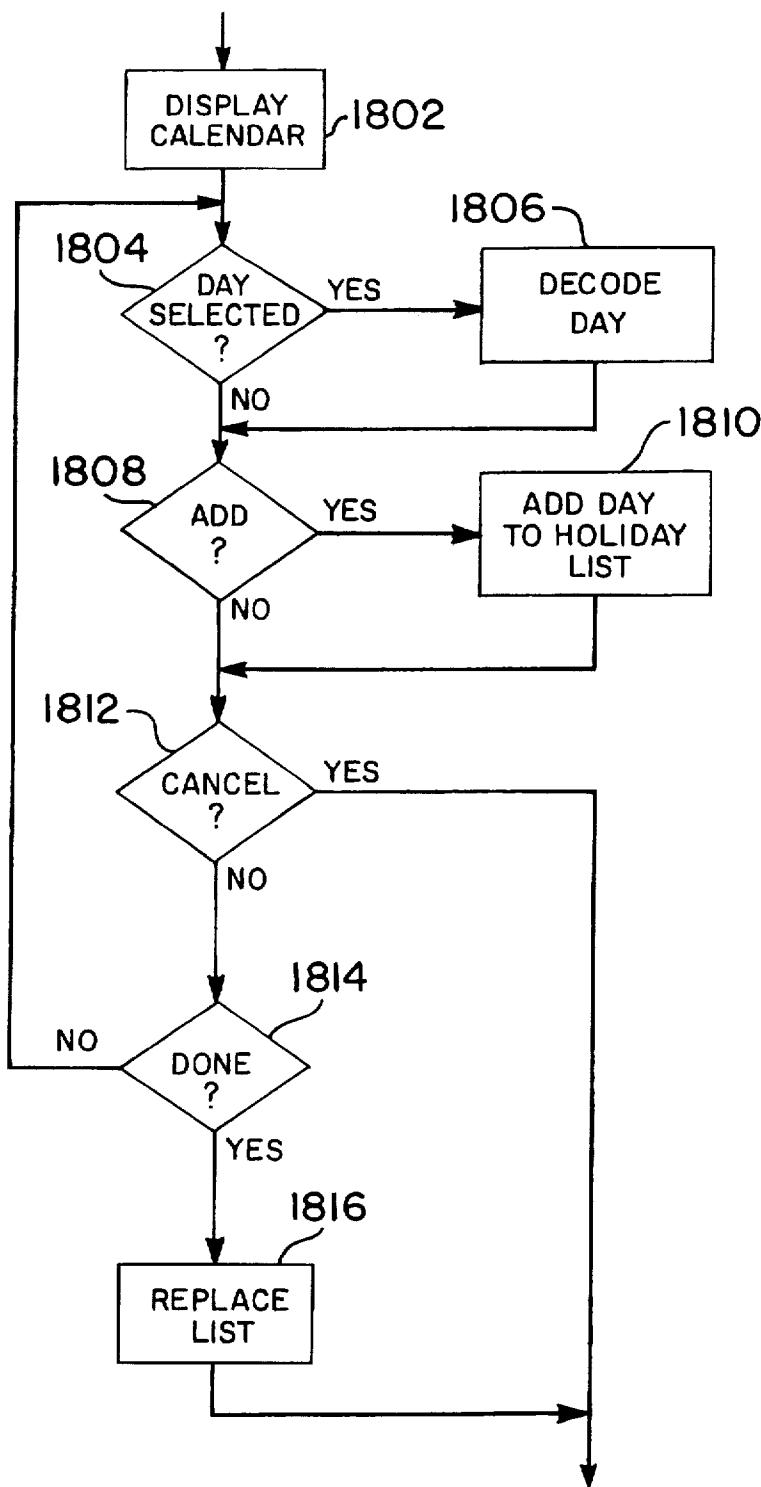 DISPLAY
CALENDAR
1802
1804
DAY
SELECTED
?
YES
NO
1806
DECODE
DAY
1808
ADD
?
YES
NO
1810
ADD DAY
TO HOLIDAY
LIST
1812
CANCEL
?
YES
NO
1814
DONE
?
NO
YES
1816
REPLACE
LIST